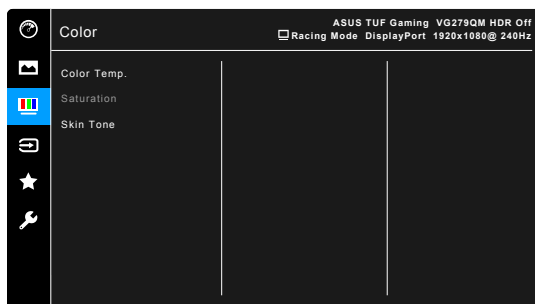 Color
ASUS TUF Gaming VG279QM HDR Off
Racing Mode DisplayPort 1920x1080@ 240Hz
Color Temp.
Saturation
Skin Tone